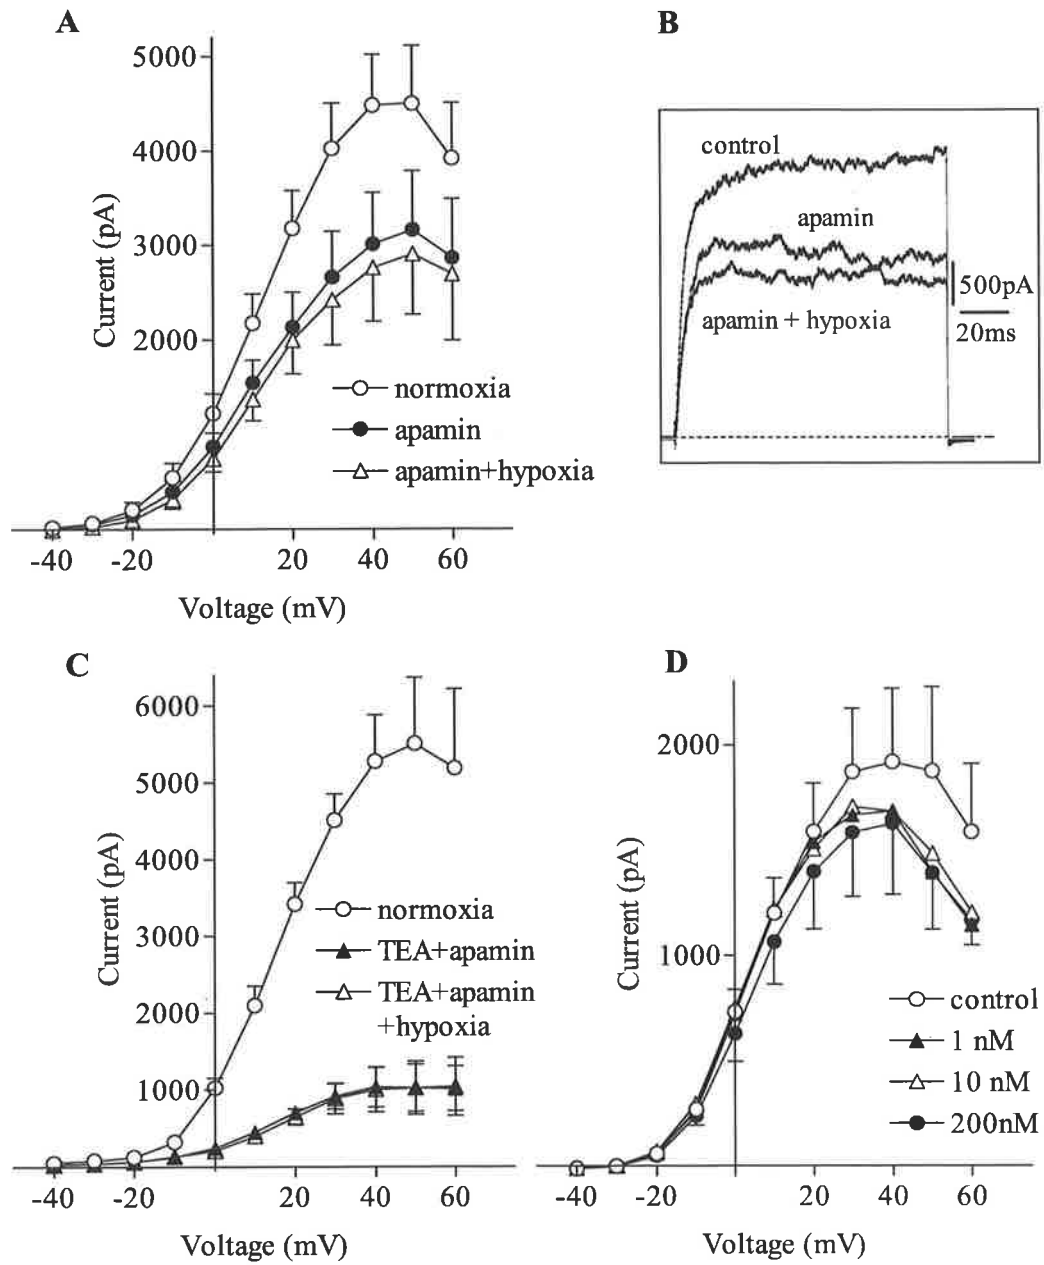 A
5000
4000
3000
2000
Current (pA)
normoxia
apamin
apamin+hypoxia
-40 -20 20 40 60
Voltage (mV)
B
control
apamin
apamin + hypoxia
500pA
20ms
C
6000
5000
4000
3000
2000
1000
Current (pA)
normoxia
TEA+apamin
TEA+apamin
+hypoxia
-40 -20 20 40 60
Voltage (mV)
D
2000
1000
Current (pA)
control
1 nM
10 nM
200nM
-40 -20 20 40 60
Voltage (mV)